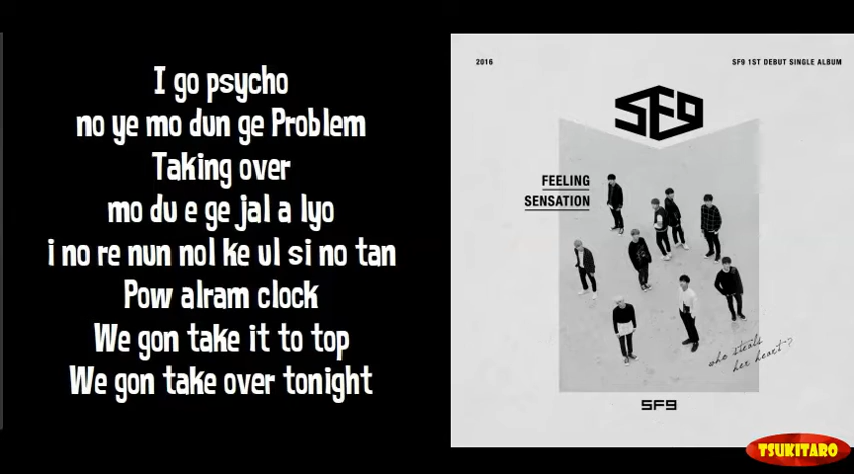 I go psycho
no ye mo dun ge Problem
Taking over
mo du e ge jal a lyo
i no re nun nol ke ul si no tan
Pow alram clock
We gon take it to top
We gon take over tonight
2016
SF9 1ST DEBUT SINGLE ALBUM
SF9
FEELING
SENSATION
who steals
her heart?
SF9
TSUKITARO